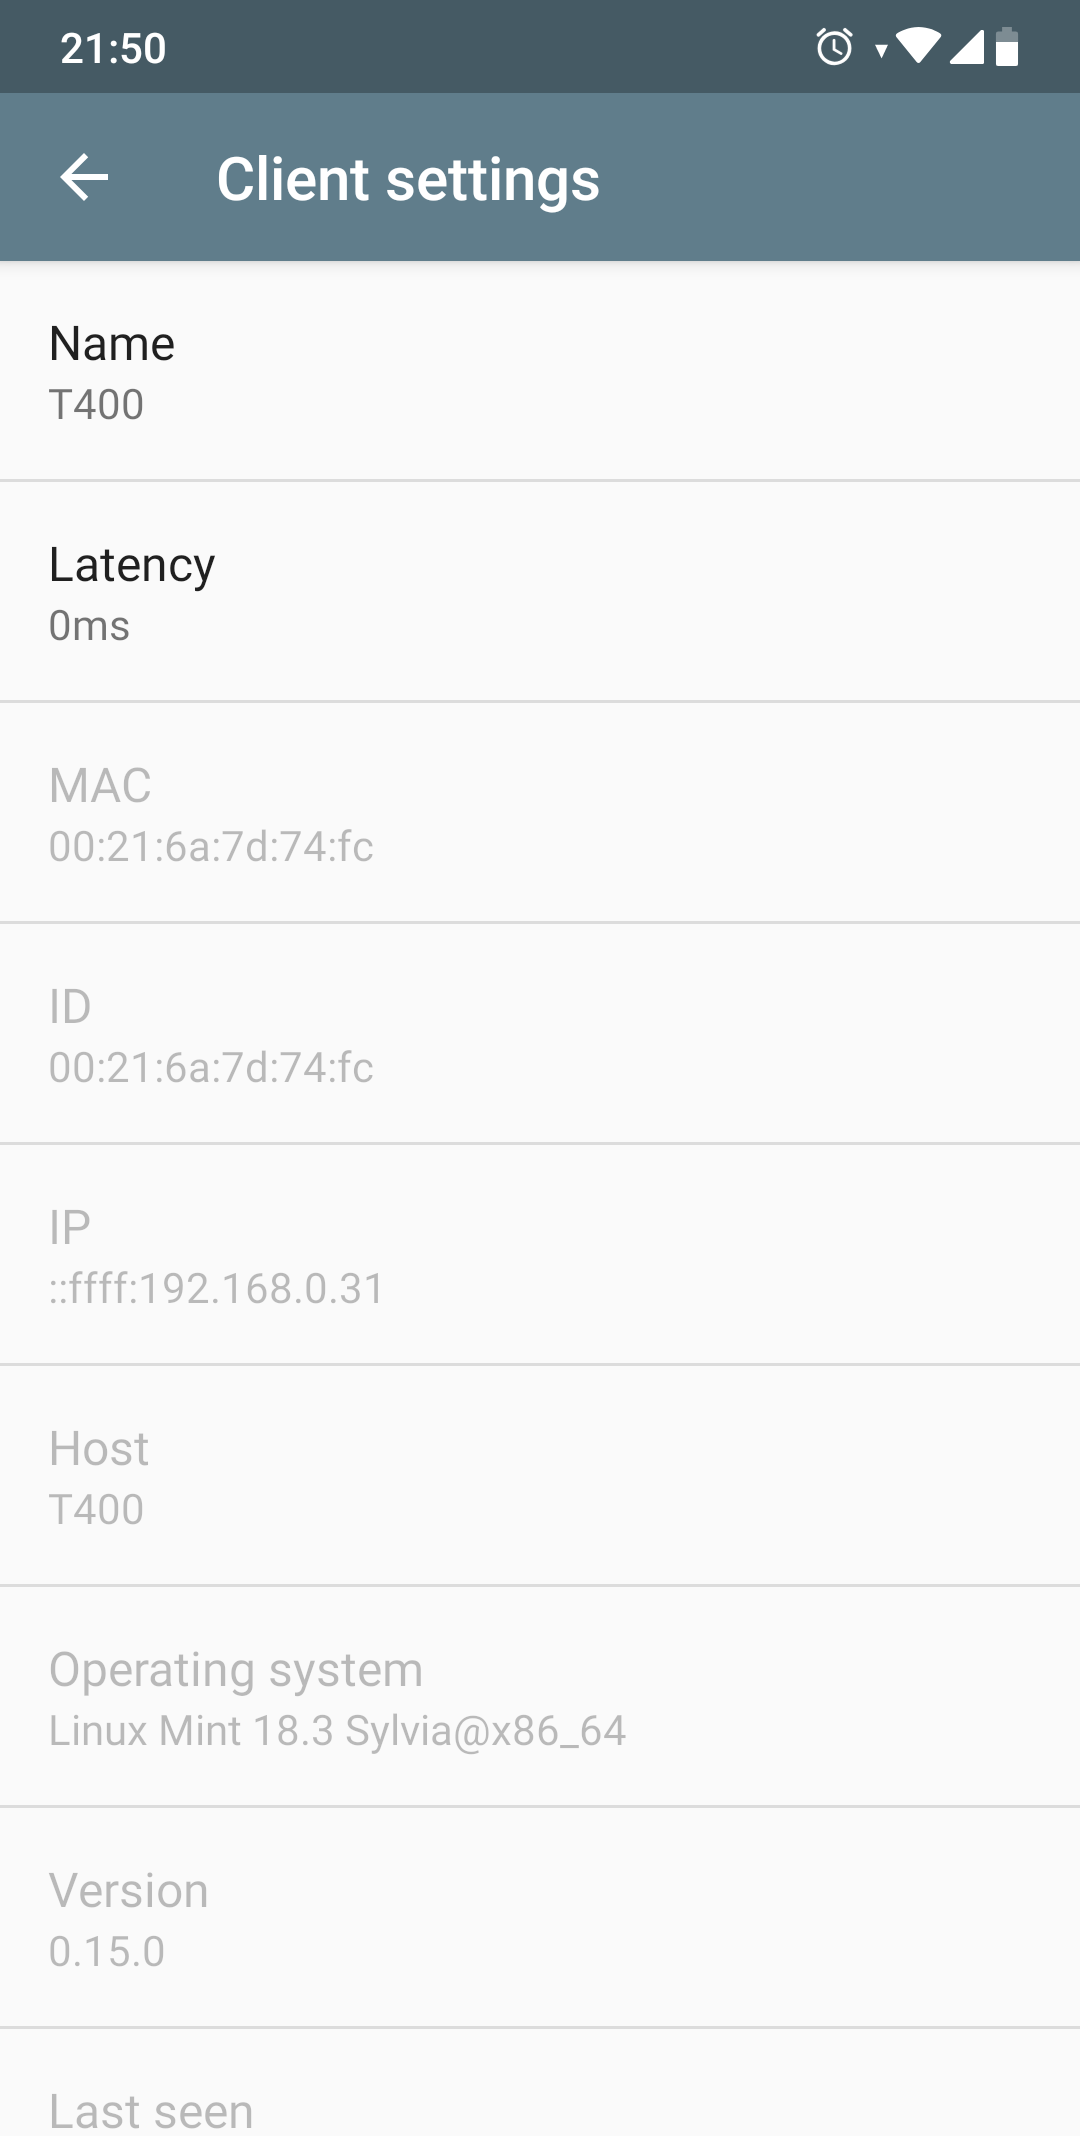 21:50
Client settings
Name
T400
Latency
0ms
MAC
00:21:6a:7d:74:fc
ID
00:21:6a:7d:74:fc
IP
::ffff:192.168.0.31
Host
T400
Operating system
Linux Mint 18.3 Sylvia@x86_64
Version
0.15.0
Last seen